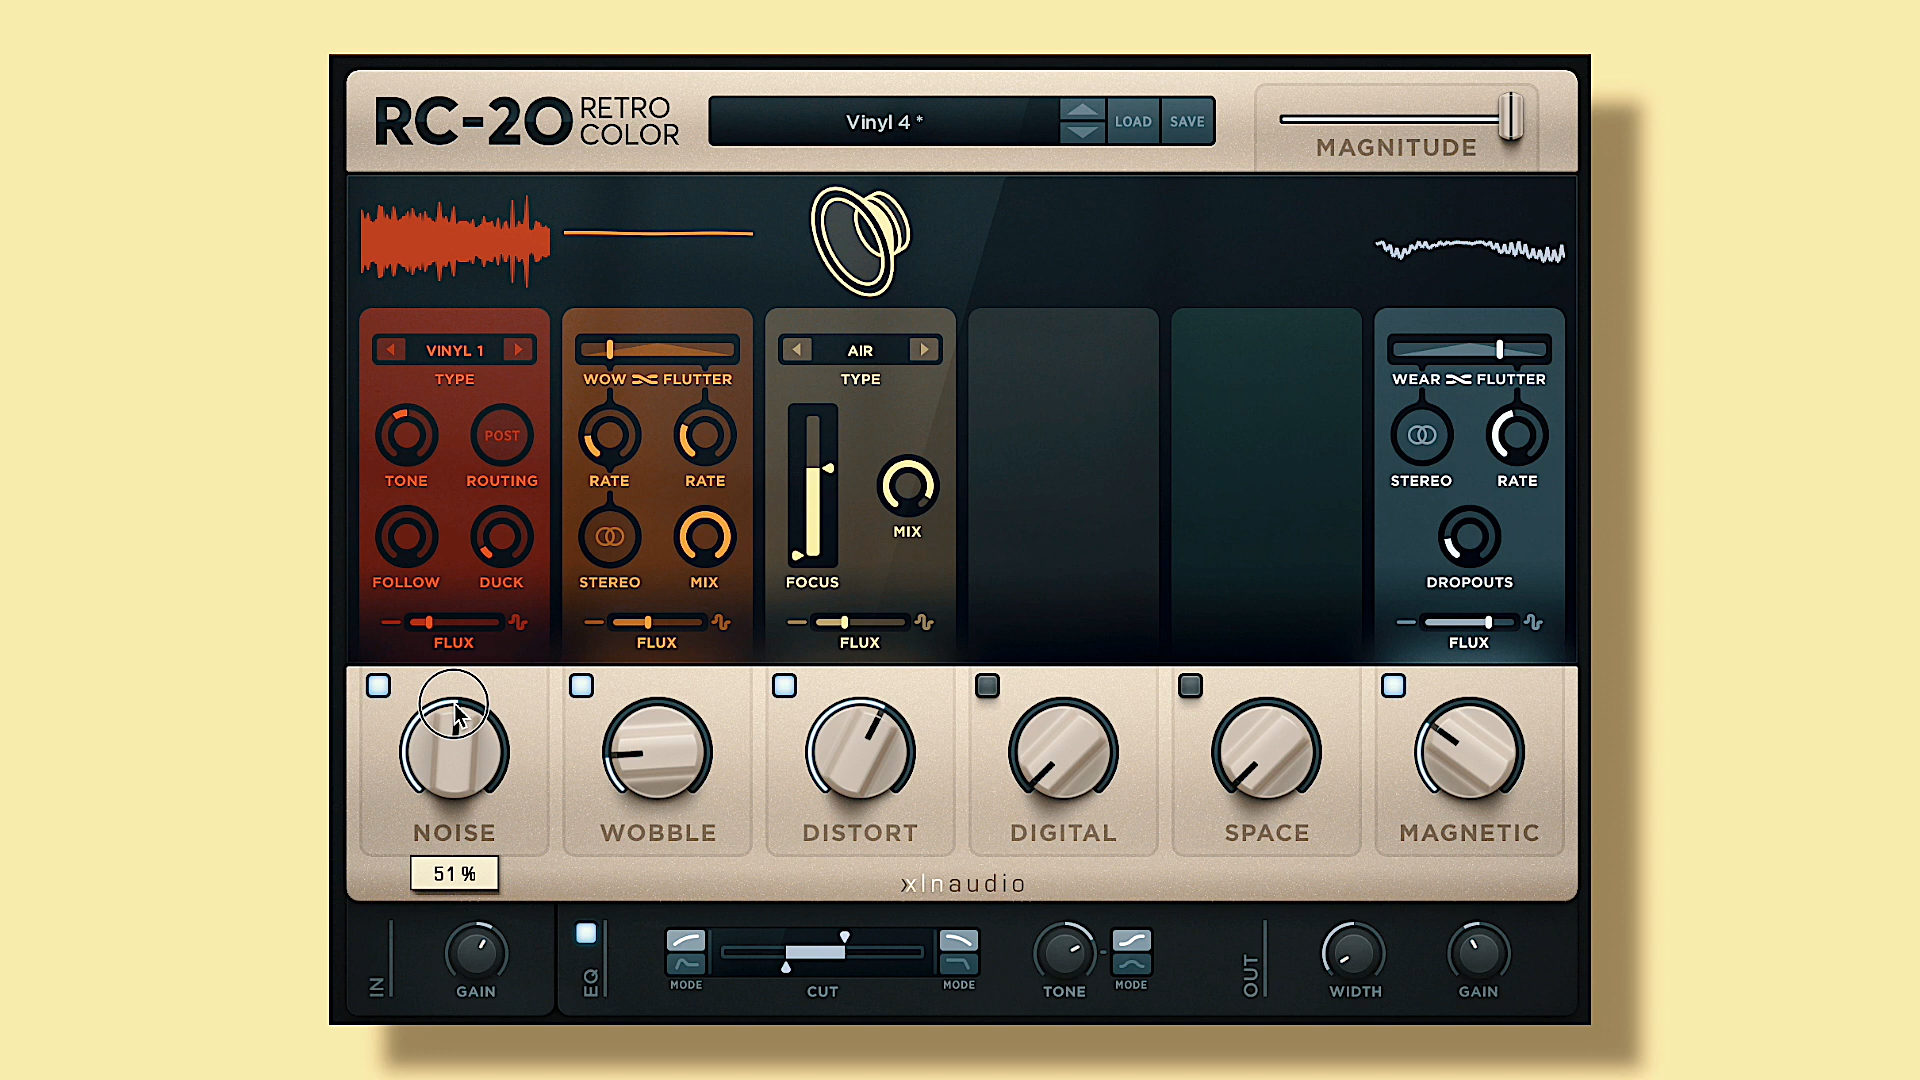 RC-20 RETRO COLOR
Vinyl 4 *
LOAD
SAVE
MAGNITUDE
VINYL 1
TYPE
TONE
POST
ROUTING
FOLLOW
DUCK
FLUX
WOW FLUTTER
RATE
RATE
STEREO
MIX
FLUX
AIR
TYPE
FOCUS
MIX
FLUX
WEAR FLUTTER
STEREO
RATE
DROPOUTS
FLUX
NOISE
WOBBLE
DISTORT
DIGITAL
SPACE
MAGNETIC
51 %
xlnaudio
IN
GAIN
EQ
MODE
CUT
MODE
TONE
MODE
OUT
WIDTH
GAIN